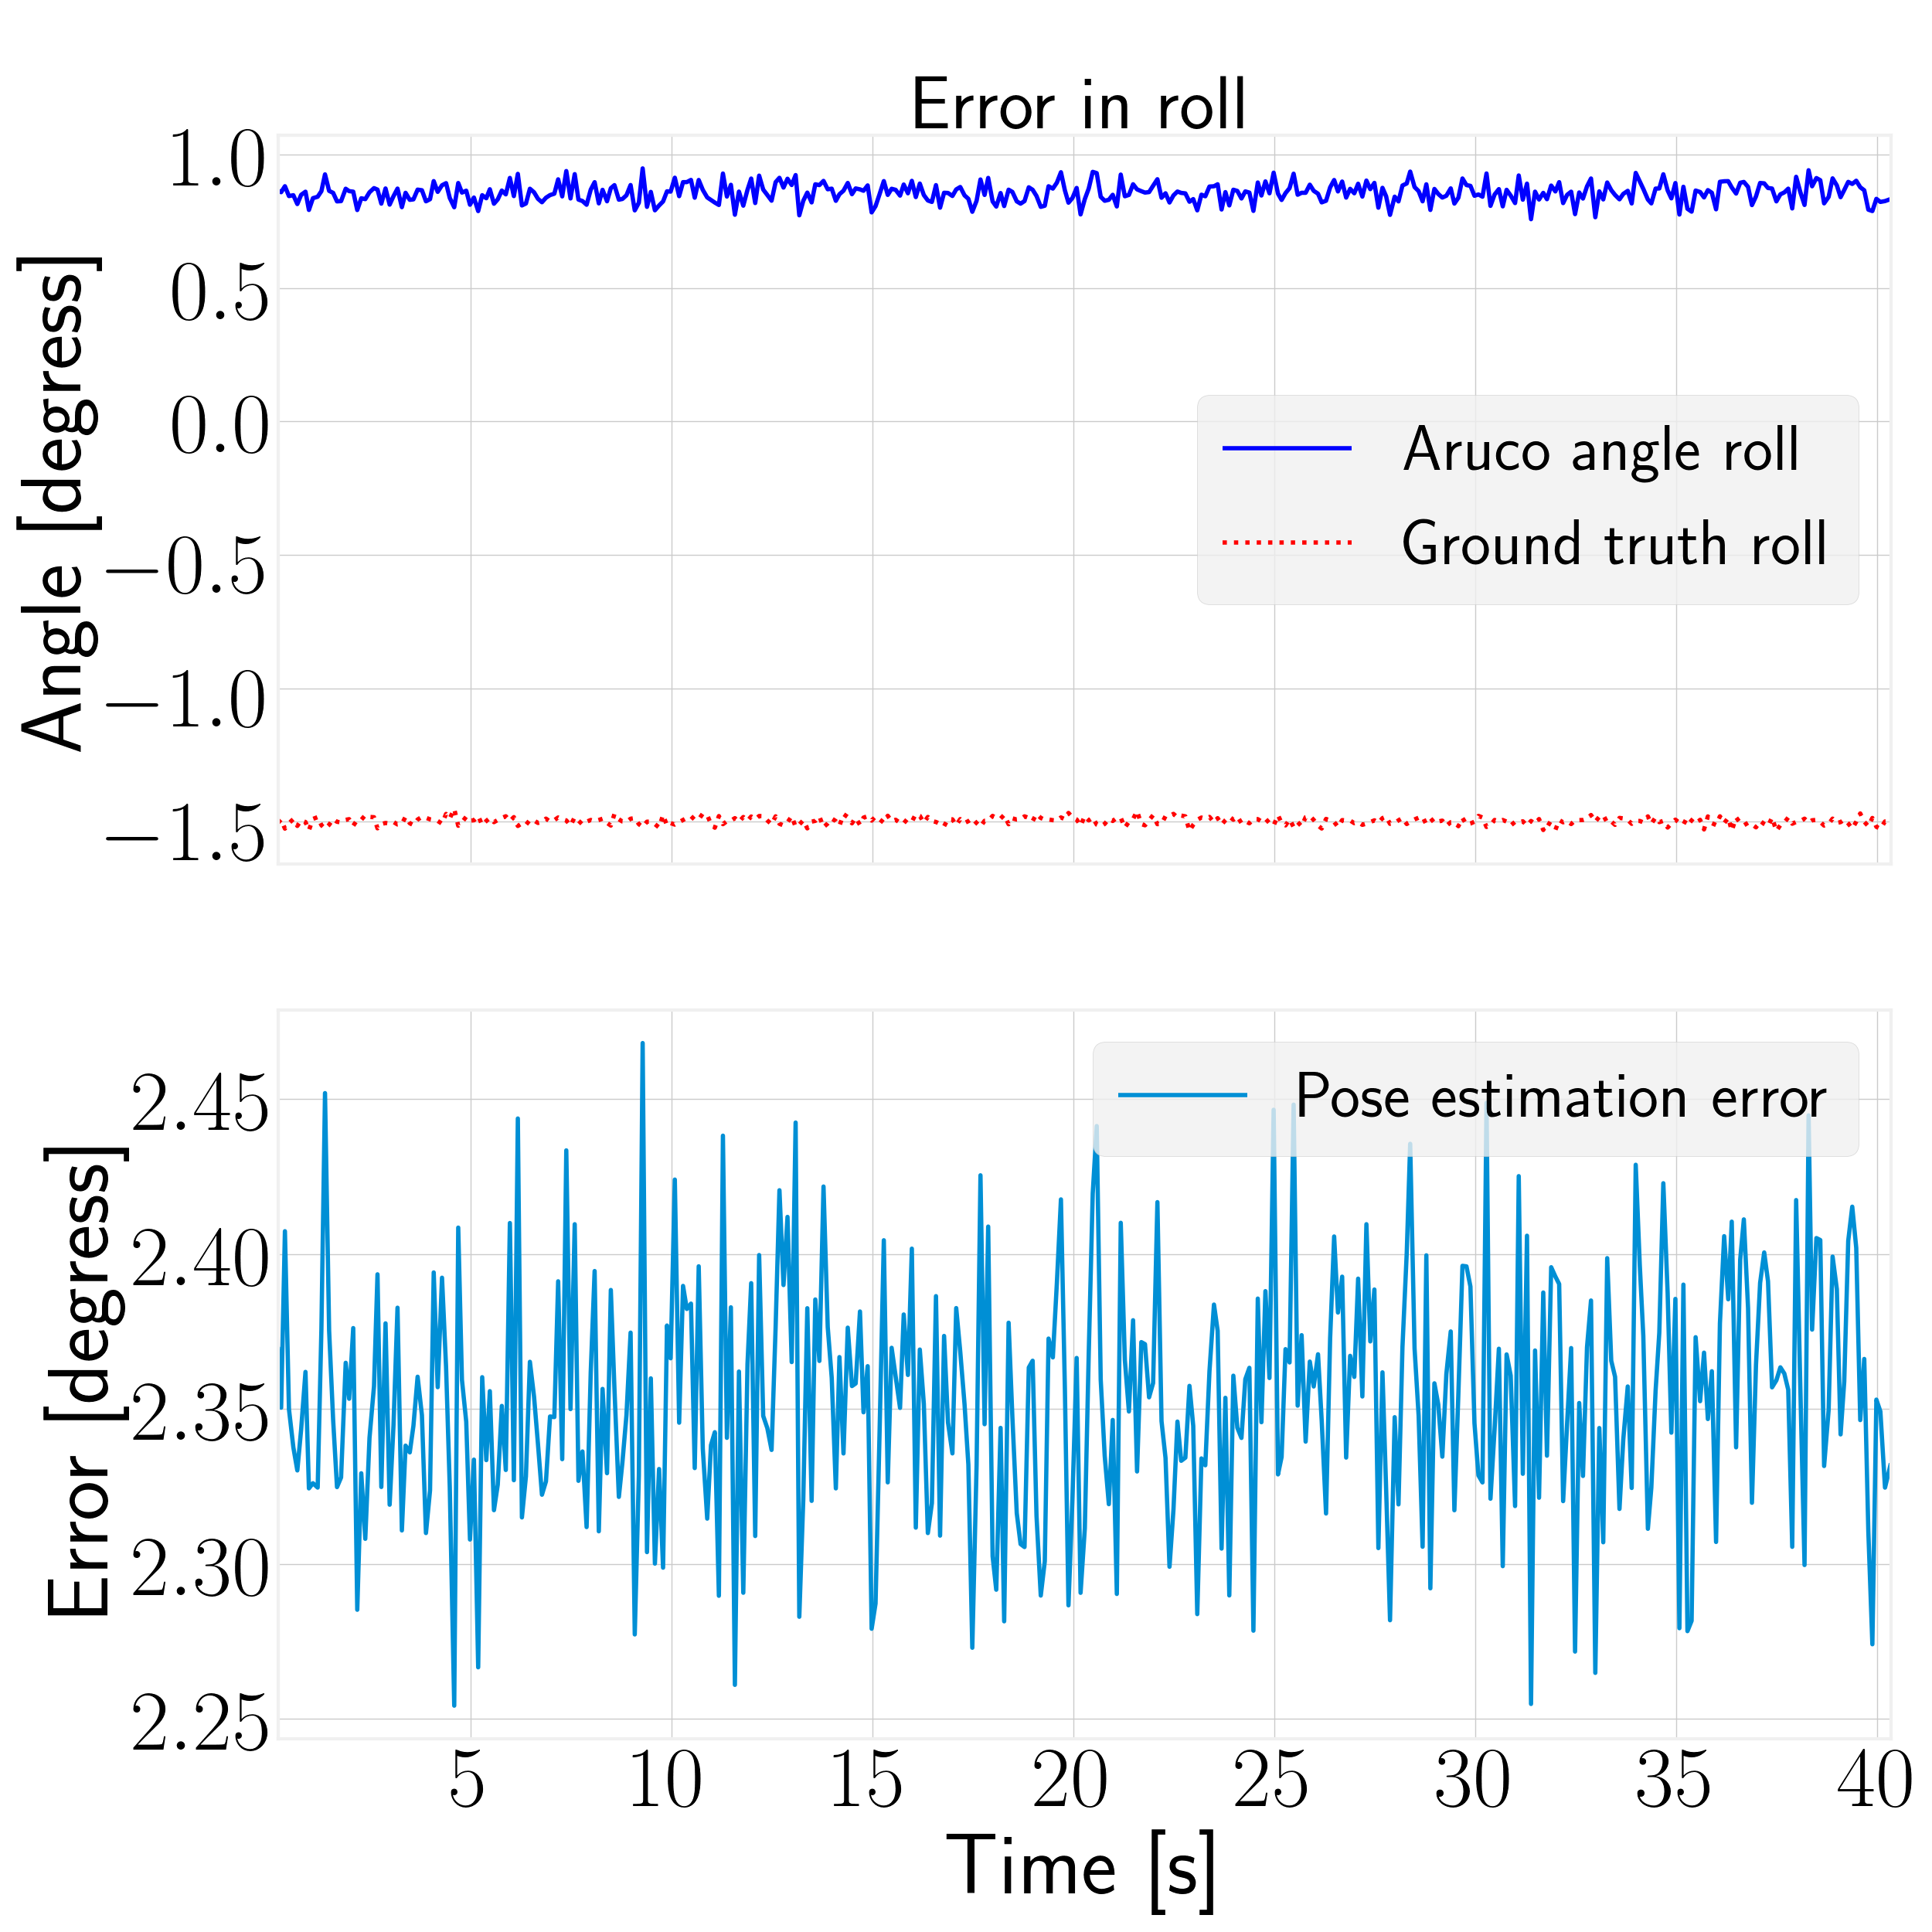 Error in roll
Angle [degress]
1.0
0.5
0.0
−0.5
−1.0
−1.5
Aruco angle roll
Ground truth roll
Error [degress]
2.45
2.40
2.35
2.30
2.25
Pose estimation error
5 10 15 20 25 30 35 40
Time [s]